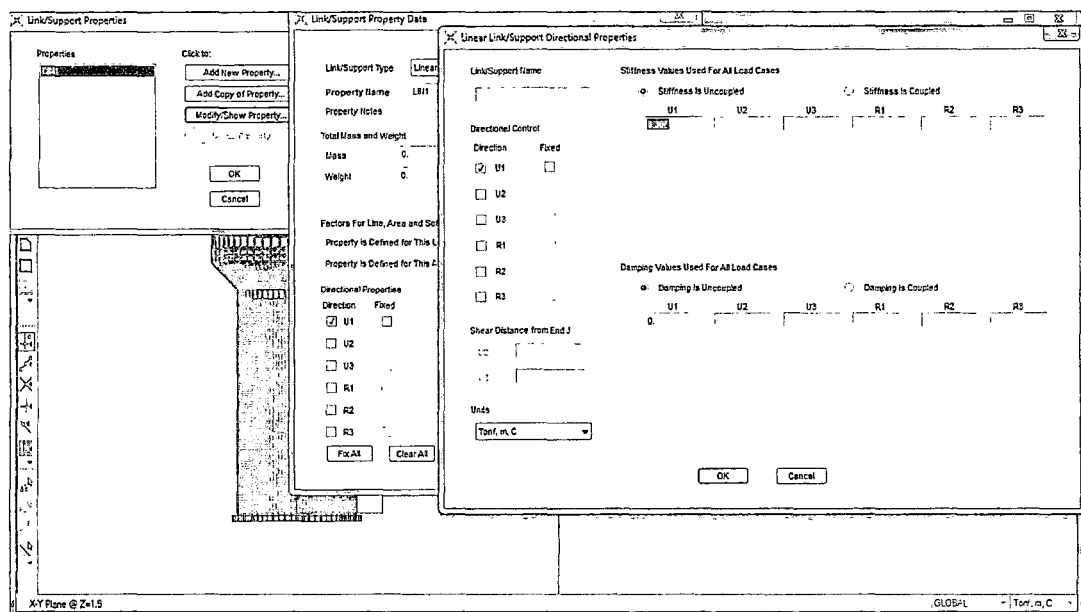 Link/Support Properties
Properties
Click to:
Add New Property...
Add Copy of Property...
Modify/Show Property...
OK
Cancel
Link/Support Property Data
Link/Support Type
Linear
Property Name
LIN1
Property Notes
Total Mass and Weight
Mass
0.
Weight
0.
Factors For Line, Area and Sol
Property is Defined for This L
Property is Defined for This A
Directional Properties
Direction Fixed
U1
U2
U3
R1
R2
R3
Fix All
Clear All
Linear Link/Support Directional Properties
Link/Support Name
Directional Control
Direction Fixed
U1
U2
U3
R1
R2
R3
Shear Distance from End J
U2
Units
Tonf, m, C
Stiffness Values Used For All Load Cases
Stiffness Is Uncoupled
Stiffness Is Coupled
U1 U2 U3 R1 R2 R3
Damping Values Used For All Load Cases
Damping Is Uncoupled
Damping Is Coupled
U1 U2 U3 R1 R2 R3
0.
OK
Cancel
X-Y Plane @ Z=1.5
GLOBAL
Tonf, m, C